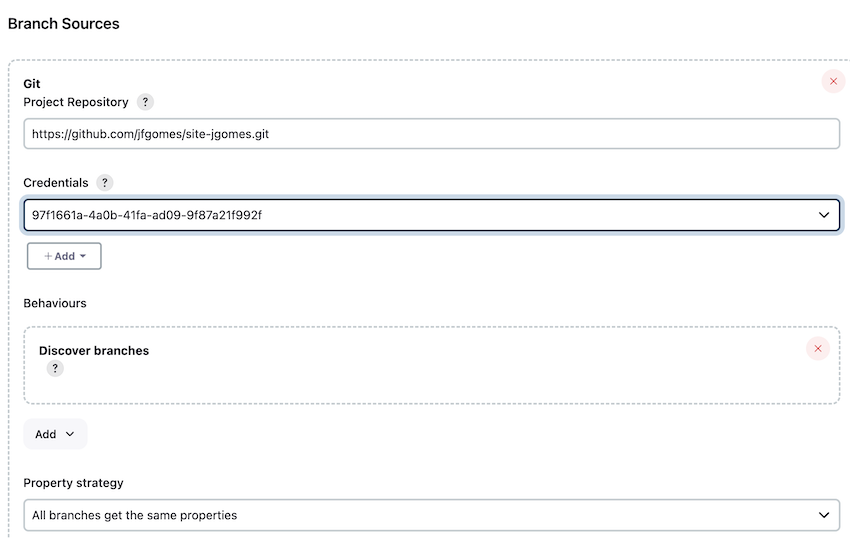 Branch Sources
Git
Project Repository ?
https://github.com/jfgomes/site-jgomes.git
Credentials ?
97f1661a-4a0b-41fa-ad09-9f87a21f992f
+ Add
Behaviours
Discover branches
?
Add
Property strategy
All branches get the same properties